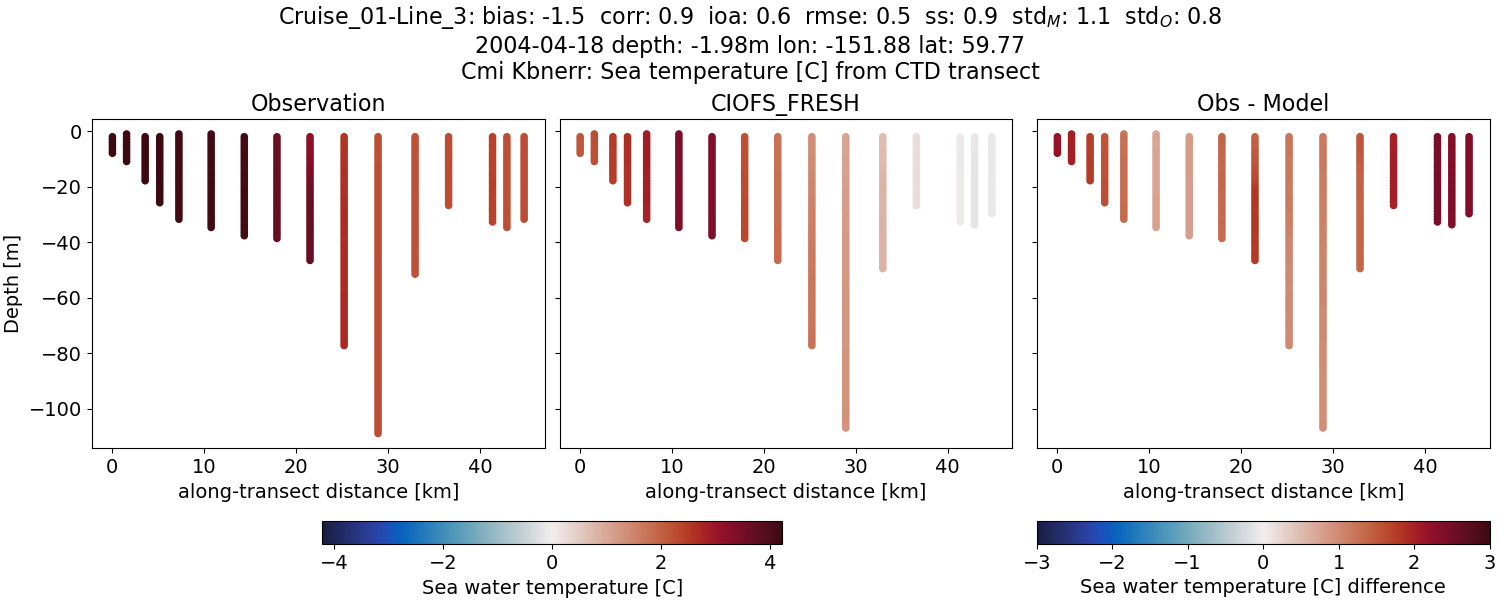 Cruise_01-Line_3: bias: -1.5 corr: 0.9 ioa: 0.6 rmse: 0.5 ss: 0.9 std_M: 1.1 std_O: 0.8
2004-04-18 depth: -1.98m lon: -151.88 lat: 59.77
Cmi Kbnerr: Sea temperature [C] from CTD transect
Observation
CIOFS_FRESH
Obs - Model
Depth [m]
0
−20
−40
−60
−80
−100
0 10 20 30 40
0 10 20 30 40
0 10 20 30 40
along-transect distance [km]
along-transect distance [km]
along-transect distance [km]
−4 −2 0 2 4
Sea water temperature [C]
−3 −2 −1 0 1 2 3
Sea water temperature [C] difference